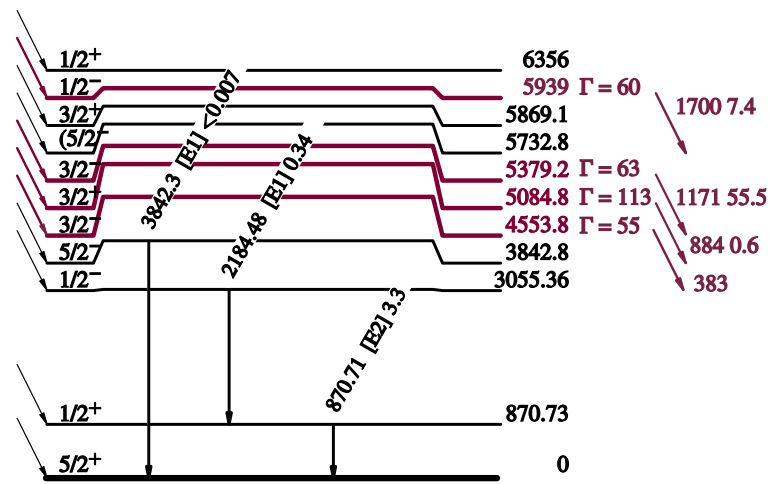 1/2+ 6356
1/2− 5939 Γ = 60
3/2+ 5869.1
1700 7.4
(5/2− 5732.8
3/2− 5379.2 Γ = 63
3/2+ 5084.8 Γ = 113
1171 55.5
3/2− 4553.8 Γ = 55
5/2− 3842.8
884 0.6
1/2− 3055.36
383
3842.3 [E1] <0.007
2184.48 [E1] 0.34
870.71 [E2] 3.3
1/2+ 870.73
5/2+ 0